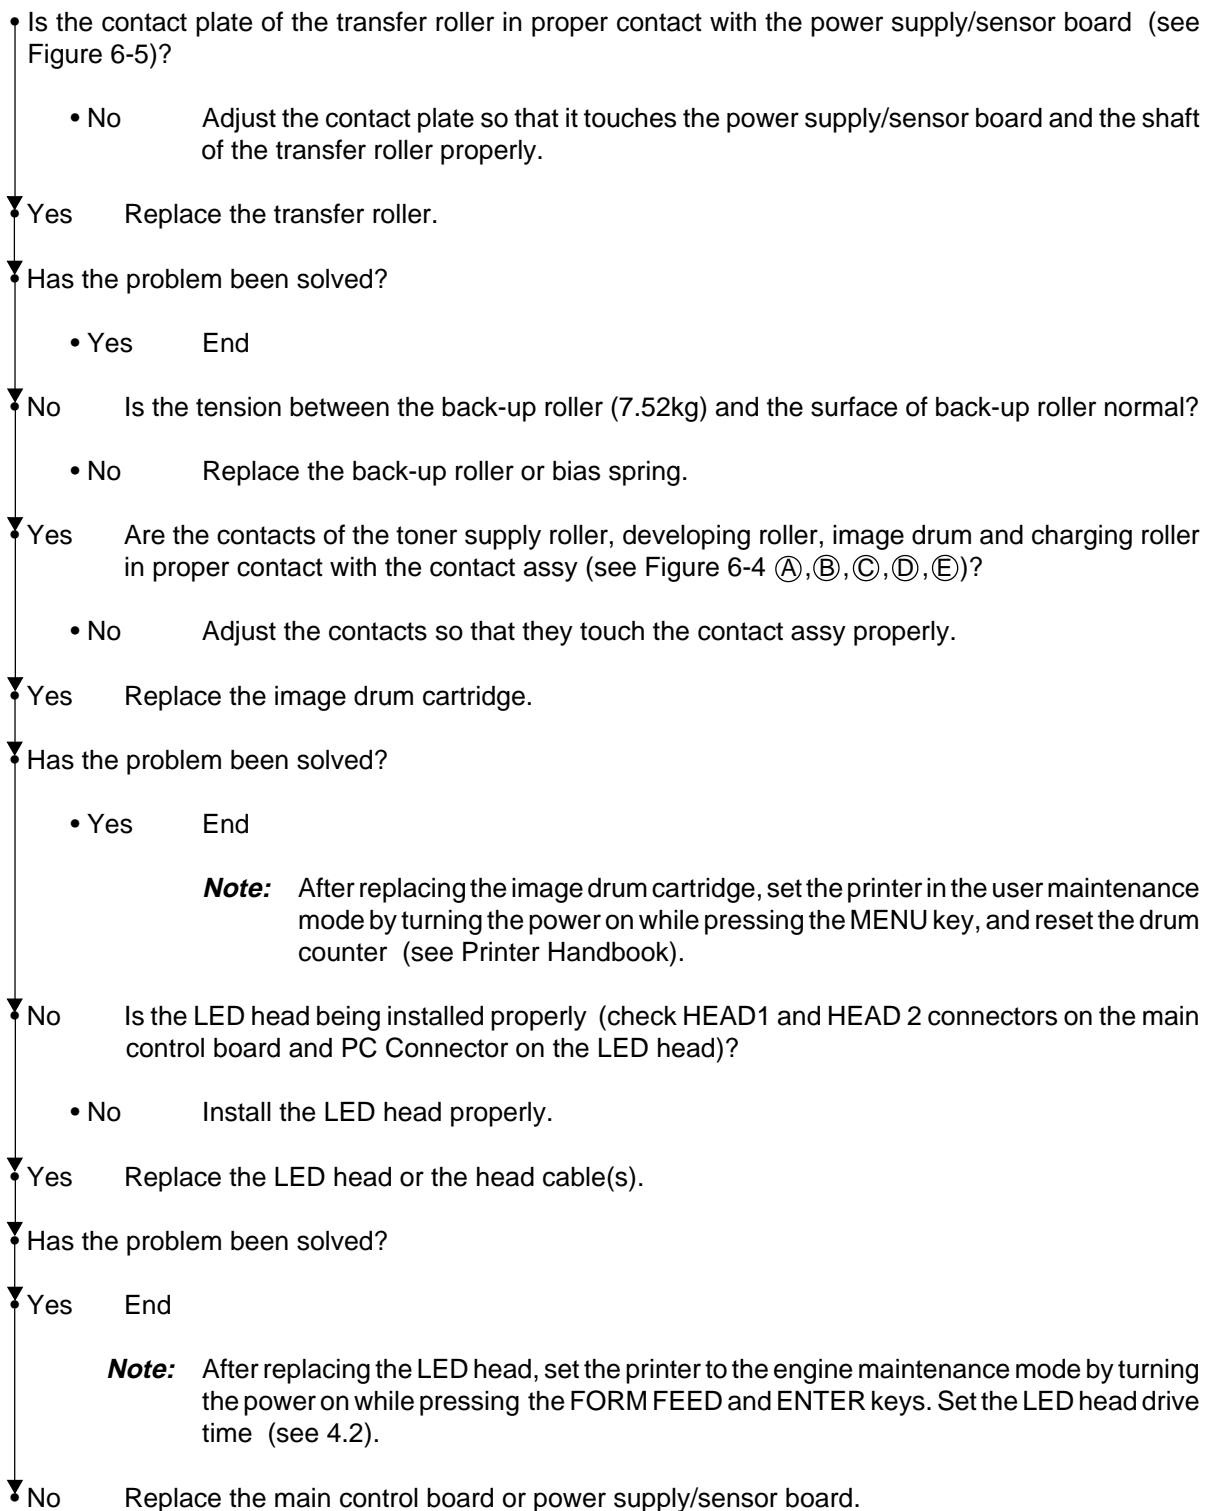 • Is the contact plate of the transfer roller in proper contact with the power supply/sensor board (see
Figure 6-5)?
• No Adjust the contact plate so that it touches the power supply/sensor board and the shaft
of the transfer roller properly.
• Yes Replace the transfer roller.
• Has the problem been solved?
• Yes End
• No Is the tension between the back-up roller (7.52kg) and the surface of back-up roller normal?
• No Replace the back-up roller or bias spring.
• Yes Are the contacts of the toner supply roller, developing roller, image drum and charging roller
in proper contact with the contact assy (see Figure 6-4 Ⓐ,Ⓑ,Ⓒ,Ⓓ,Ⓔ)?
• No Adjust the contacts so that they touch the contact assy properly.
• Yes Replace the image drum cartridge.
• Has the problem been solved?
• Yes End
Note: After replacing the image drum cartridge, set the printer in the user maintenance
mode by turning the power on while pressing the MENU key, and reset the drum
counter (see Printer Handbook).
• No Is the LED head being installed properly (check HEAD1 and HEAD 2 connectors on the main
control board and PC Connector on the LED head)?
• No Install the LED head properly.
• Yes Replace the LED head or the head cable(s).
• Has the problem been solved?
• Yes End
Note: After replacing the LED head, set the printer to the engine maintenance mode by turning
the power on while pressing the FORM FEED and ENTER keys. Set the LED head drive
time (see 4.2).
• No Replace the main control board or power supply/sensor board.